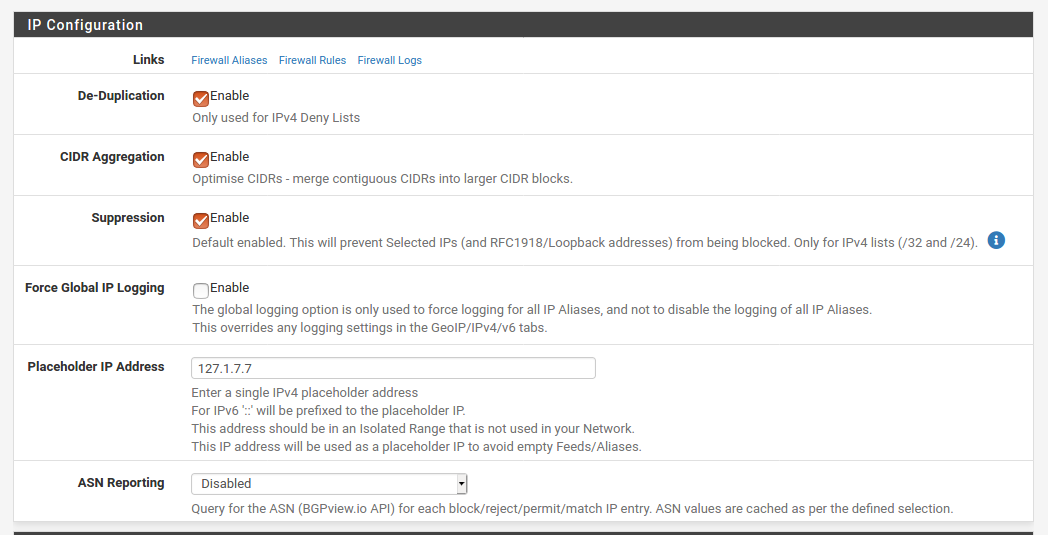 IP Configuration
Links Firewall Aliases Firewall Rules Firewall Logs
De-Duplication Enable
Only used for IPv4 Deny Lists
CIDR Aggregation Enable
Optimise CIDRs - merge contiguous CIDRs into larger CIDR blocks.
Suppression Enable
Default enabled. This will prevent Selected IPs (and RFC1918/Loopback addresses) from being blocked. Only for IPv4 lists (/32 and /24).
Force Global IP Logging Enable
The global logging option is only used to force logging for all IP Aliases, and not to disable the logging of all IP Aliases.
This overrides any logging settings in the GeoIP/IPv4/v6 tabs.
Placeholder IP Address 127.1.7.7
Enter a single IPv4 placeholder address
For IPv6 '::' will be prefixed to the placeholder IP.
This address should be in an Isolated Range that is not used in your Network.
This IP address will be used as a placeholder IP to avoid empty Feeds/Aliases.
ASN Reporting Disabled
Query for the ASN (BGPview.io API) for each block/reject/permit/match IP entry. ASN values are cached as per the defined selection.